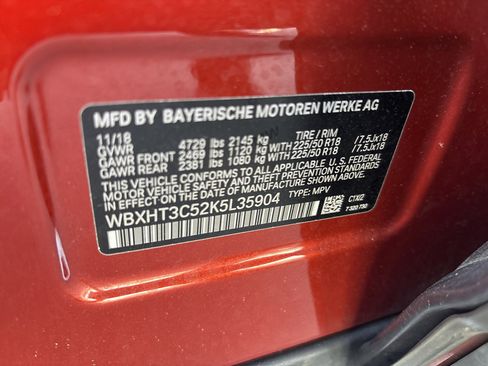 MFD BY BAYERISCHE MOTOREN WERKE AG
11/18 TIRE / RIM
GVWR 4729 lbs 2145 kg
GAWR FRONT 2469 lbs 1120 kg WITH 225/50 R18 /7.5Jx18
GAWR REAR 2381 lbs 1080 kg WITH 225/50 R18 /7.5Jx18
THIS VEHICLE CONFORMS TO ALL APPLICABLE U.S. FEDERAL
MOTOR VEHICLE SAFETY
THEFT PREVENTION STANDARDS IN EFFECT ON THE DATE OF
MANUFACTURE SHOWN ABOVE.
WBXHT3C52K5L35904 TYPE: MPV